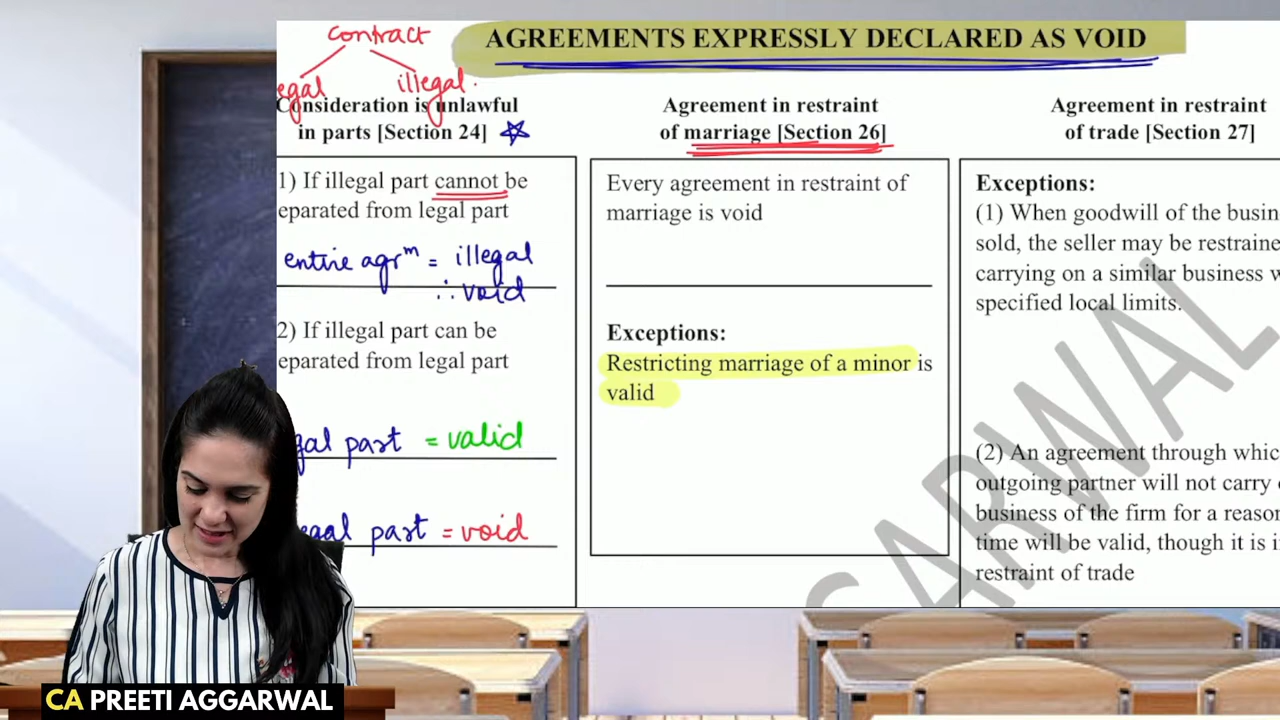 contract
egal illegal.
AGREEMENTS EXPRESSLY DECLARED AS VOID
Consideration is unlawful
in parts [Section 24]
1) If illegal part cannot be
eparated from legal part
entire agrm = illegal
∴ void
2) If illegal part can be
eparated from legal part
gal part = valid
egal part = void
Agreement in restraint
of marriage [Section 26]
Every agreement in restraint of
marriage is void
Exceptions:
Restricting marriage of a minor is
valid
Agreement in restraint
of trade [Section 27]
Exceptions:
(1) When goodwill of the busin
sold, the seller may be restraine
carrying on a similar business w
specified local limits.
(2) An agreement through whic
outgoing partner will not carry
business of the firm for a reason
time will be valid, though it is i
restraint of trade
GARWAL
CA PREETI AGGARWAL